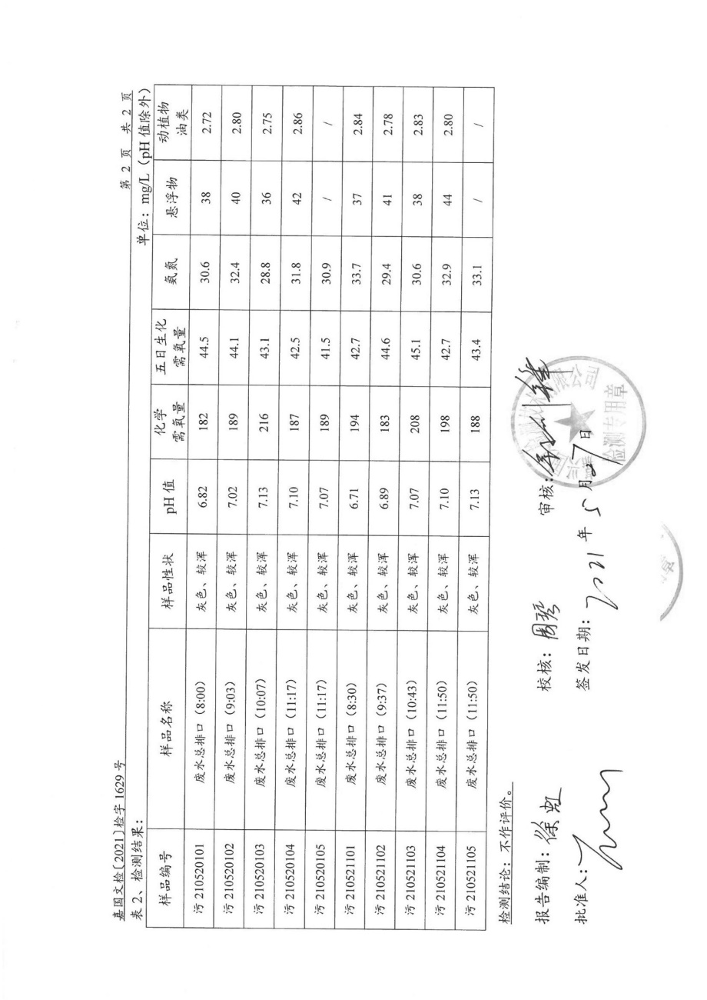 嘉国文检〔2021〕检字 1629 号 第 2 页 共 2 页
表 2、检测结果： 单位：mg/L（pH 值除外）
样品编号 样品名称 样品性状 pH 值 化学需氧量 五日生化需氧量 氨氮 悬浮物 动植物油类
污 210520101 废水总排口（8:00） 灰色、较浑 6.82 182 44.5 30.6 38 2.72
污 210520102 废水总排口（9:03） 灰色、较浑 7.02 189 44.1 32.4 40 2.80
污 210520103 废水总排口（10:07） 灰色、较浑 7.13 216 43.1 28.8 36 2.75
污 210520104 废水总排口（11:17） 灰色、较浑 7.10 187 42.5 31.8 42 2.86
污 210520105 废水总排口（11:17） 灰色、较浑 7.07 189 41.5 30.9 / /
污 210521101 废水总排口（8:30） 灰色、较浑 6.71 194 42.7 33.7 37 2.84
污 210521102 废水总排口（9:37） 灰色、较浑 6.89 183 44.6 29.4 41 2.78
污 210521103 废水总排口（10:43） 灰色、较浑 7.07 208 45.1 30.6 38 2.83
污 210521104 废水总排口（11:50） 灰色、较浑 7.10 198 42.7 32.9 44 2.80
污 210521105 废水总排口（11:50） 灰色、较浑 7.13 188 43.4 33.1 / /
检测结论：不作评价。
报告编制：徐虹 校核：周琴 审核：
批准人： 签发日期：2021 年 5 月 27 日
检测专用章